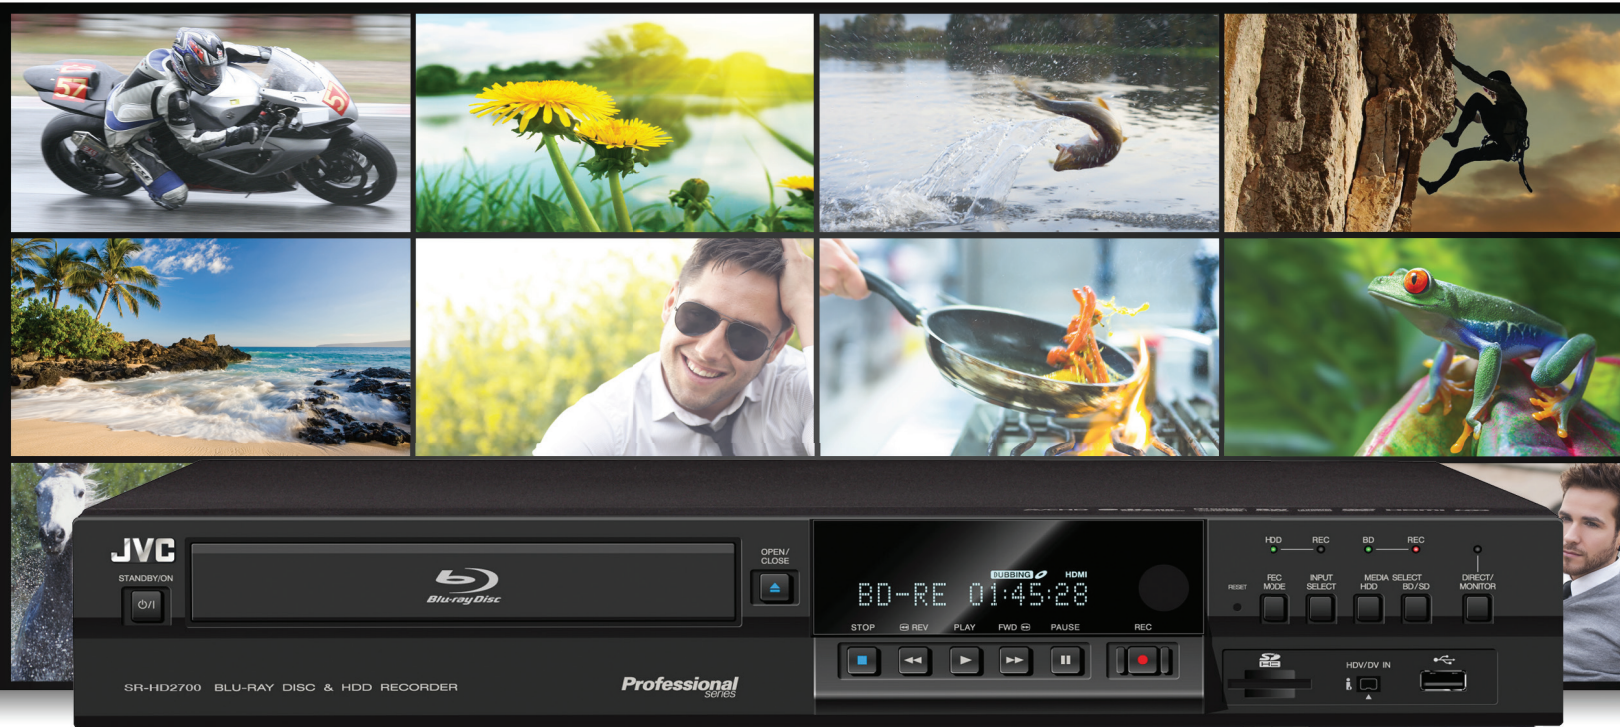 57
57
JVC
STANDBY/ON
Blu-ray Disc
OPEN/
CLOSE
DUBBING HDMI
BD-RE 01:45:28
STOP REV PLAY FWD PAUSE REC
HDD REC BD REC
RESET
REC
MODE
INPUT
SELECT
MEDIA SELECT
HDD BD/SD
DIRECT/
MONITOR
SR-HD2700 BLU-RAY DISC & HDD RECORDER
Professional
series
SD
HC
HDV/DV IN
i